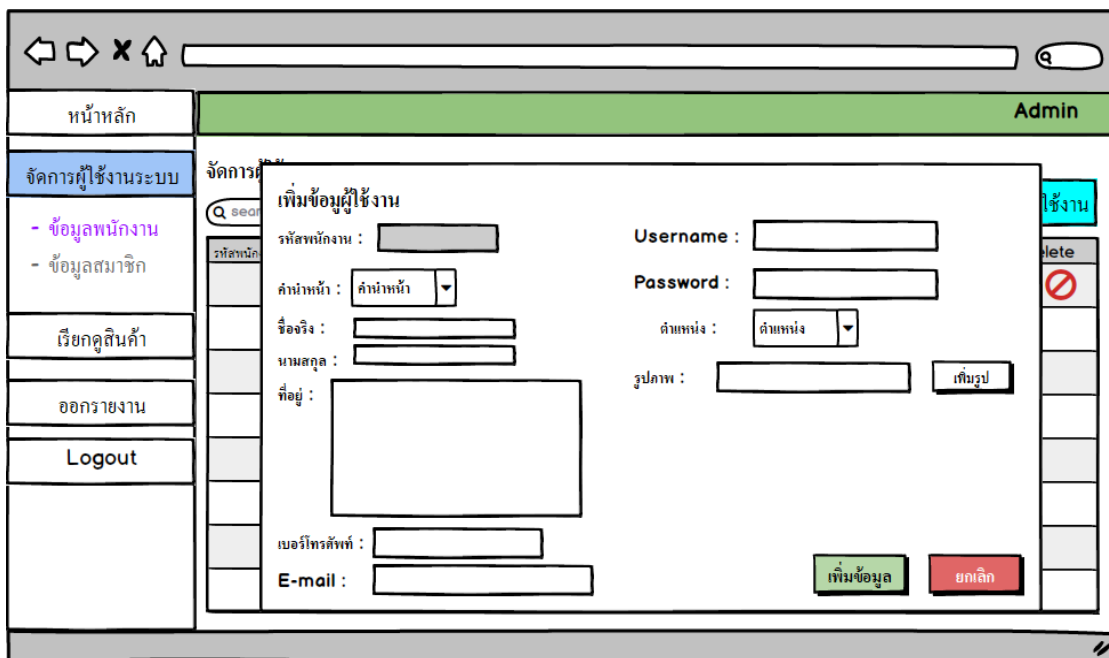 Admin
หน้าหลัก
จัดการผู้ใช้งานระบบ
- ข้อมูลพนักงาน
- ข้อมูลสมาชิก
เรียกดูสินค้า
ออกรายงาน
Logout
เพิ่มข้อมูผู้ใช้งาน
รหัสพนักงาน :
คำนำหน้า : คำนำหน้า
ชื่อจริง :
นามสกุล :
ที่อยู่ :
เบอร์โทรศัพท์ :
E-mail :
Username :
Password :
ตำแหน่ง : ตำแหน่ง
รูปภาพ : เพิ่มรูป
เพิ่มข้อมูล ยกเลิก
ใช้งาน